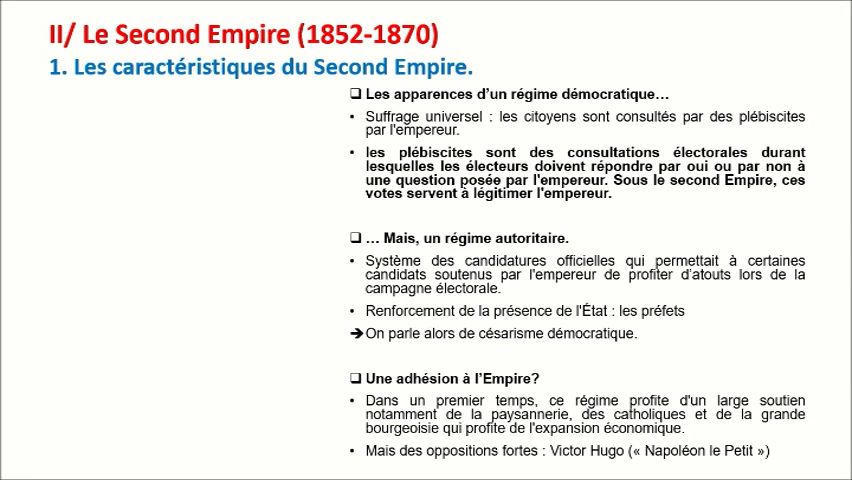 II/ Le Second Empire (1852-1870)
1. Les caractéristiques du Second Empire.
❑ Les apparences d'un régime démocratique…
• Suffrage universel : les citoyens sont consultés par des plébiscites
par l'empereur.
• les plébiscites sont des consultations électorales durant
lesquelles les électeurs doivent répondre par oui ou par non à
une question posée par l'empereur. Sous le second Empire, ces
votes servent à légitimer l'empereur.
❑ … Mais, un régime autoritaire.
• Système des candidatures officielles qui permettait à certaines
candidats soutenus par l'empereur de profiter d'atouts lors de la
campagne électorale.
• Renforcement de la présence de l'État : les préfets
➔ On parle alors de césarisme démocratique.
❑ Une adhésion à l'Empire?
• Dans un premier temps, ce régime profite d'un large soutien
notamment de la paysannerie, des catholiques et de la grande
bourgeoisie qui profite de l'expansion économique.
• Mais des oppositions fortes : Victor Hugo (« Napoléon le Petit »)